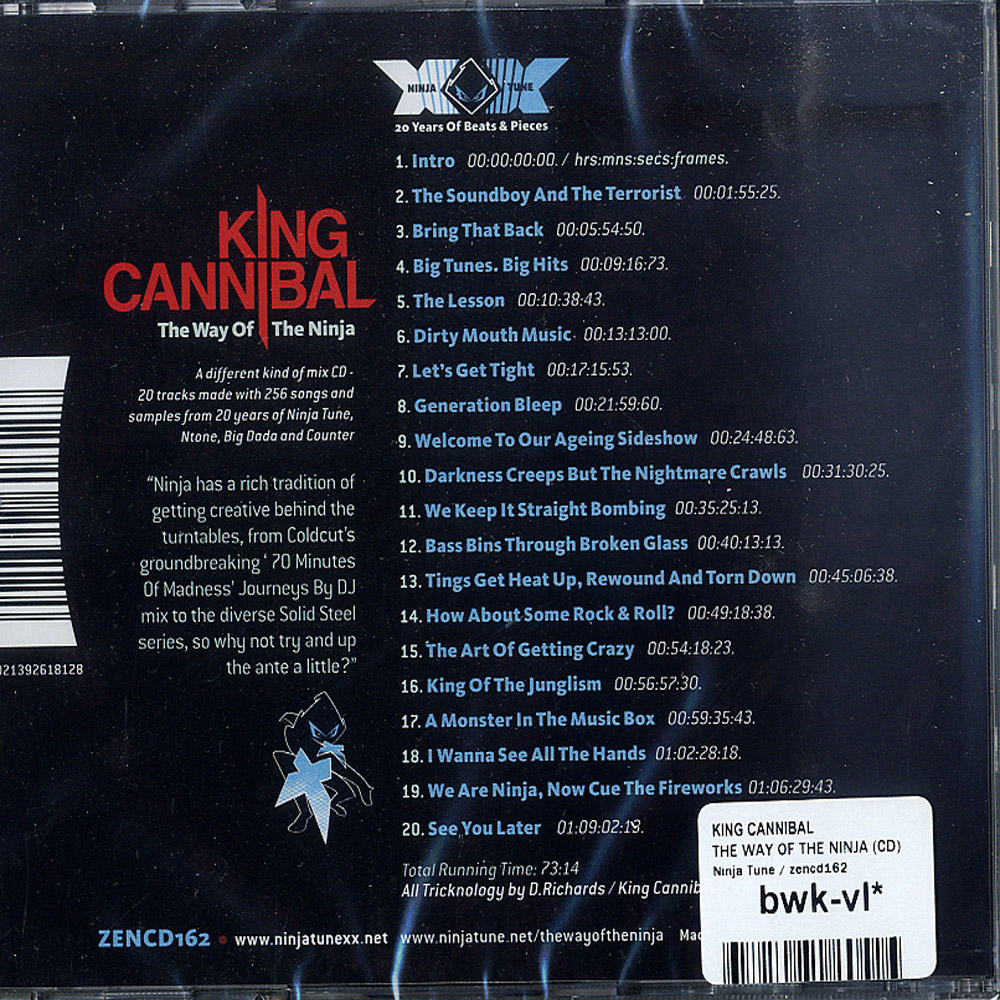 NINJA TUNE
20 Years Of Beats & Pieces
1. Intro 00:00:00:00. / hrs:mns:secs:frames.
2. The Soundboy And The Terrorist 00:01:55:25.
3. Bring That Back 00:05:54:50.
4. Big Tunes. Big Hits 00:09:16:73.
5. The Lesson 00:10:38:43.
6. Dirty Mouth Music 00:13:13:00.
7. Let's Get Tight 00:17:15:53.
8. Generation Bleep 00:21:59:60.
9. Welcome To Our Ageing Sideshow 00:24:48:63.
10. Darkness Creeps But The Nightmare Crawls 00:31:30:25.
11. We Keep It Straight Bombing 00:35:25:13.
12. Bass Bins Through Broken Glass 00:40:13:13.
13. Tings Get Heat Up, Rewound And Torn Down 00:45:06:38.
14. How About Some Rock & Roll? 00:49:18:38.
15. The Art Of Getting Crazy 00:54:18:23.
16. King Of The Junglism 00:56:57:30.
17. A Monster In The Music Box 00:59:35:43.
18. I Wanna See All The Hands 01:02:28:18.
19. We Are Ninja, Now Cue The Fireworks 01:06:29:43.
20. See You Later 01:09:02:18.
Total Running Time: 73:14
All Tricknology by D.Richards / King Cannib
KING
CANNIBAL
The Way Of The Ninja
A different kind of mix CD -
20 tracks made with 256 songs and
samples from 20 years of Ninja Tune,
Ntone, Big Dada and Counter
“Ninja has a rich tradition of
getting creative behind the
turntables, from Coldcut's
groundbreaking ‘ 70 Minutes
Of Madness' Journeys By DJ
mix to the diverse Solid Steel
series, so why not try and up
the ante a little?”
21392618128
ZENCD162 • www.ninjatunexx.net www.ninjatune.net/thewayoftheninja
KING CANNIBAL
THE WAY OF THE NINJA (CD)
Ninja Tune / zencd162
bwk-vl*